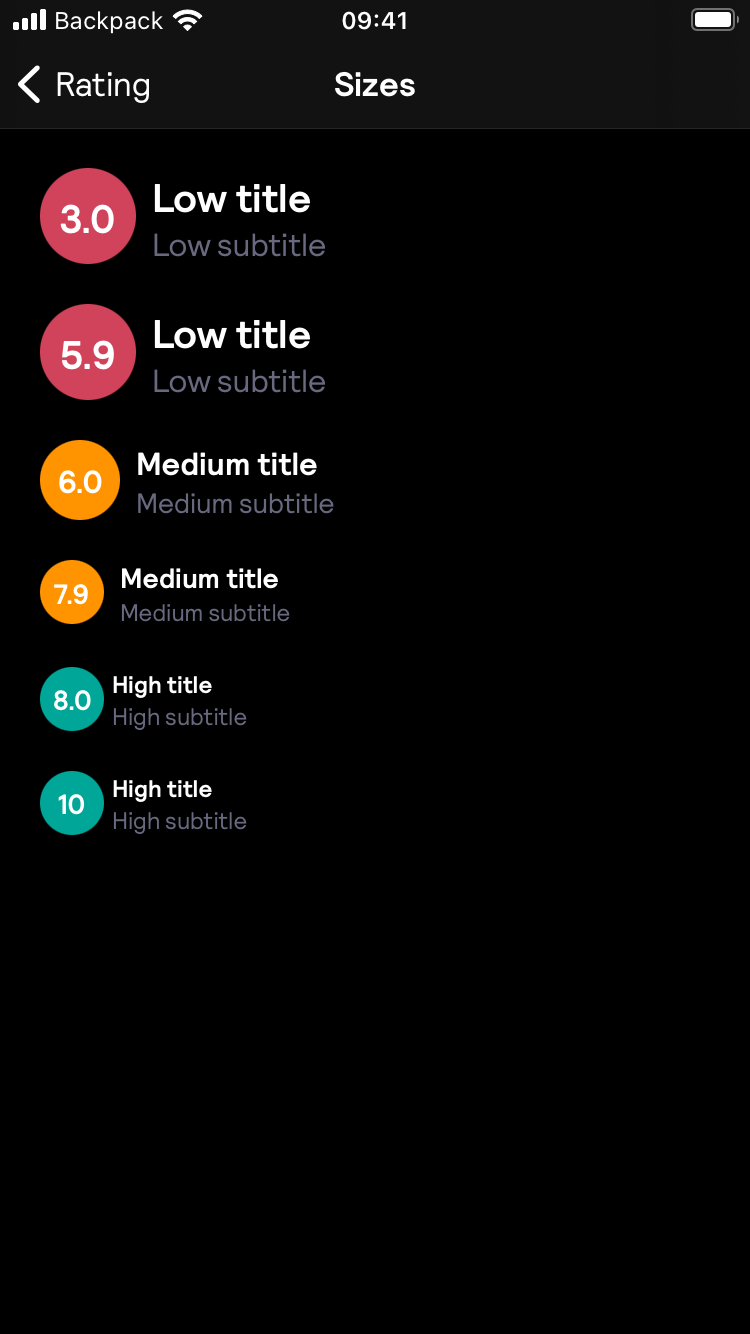 Backpack 09:41
Rating Sizes
3.0 Low title
Low subtitle
5.9 Low title
Low subtitle
6.0 Medium title
Medium subtitle
7.9 Medium title
Medium subtitle
8.0 High title
High subtitle
10 High title
High subtitle